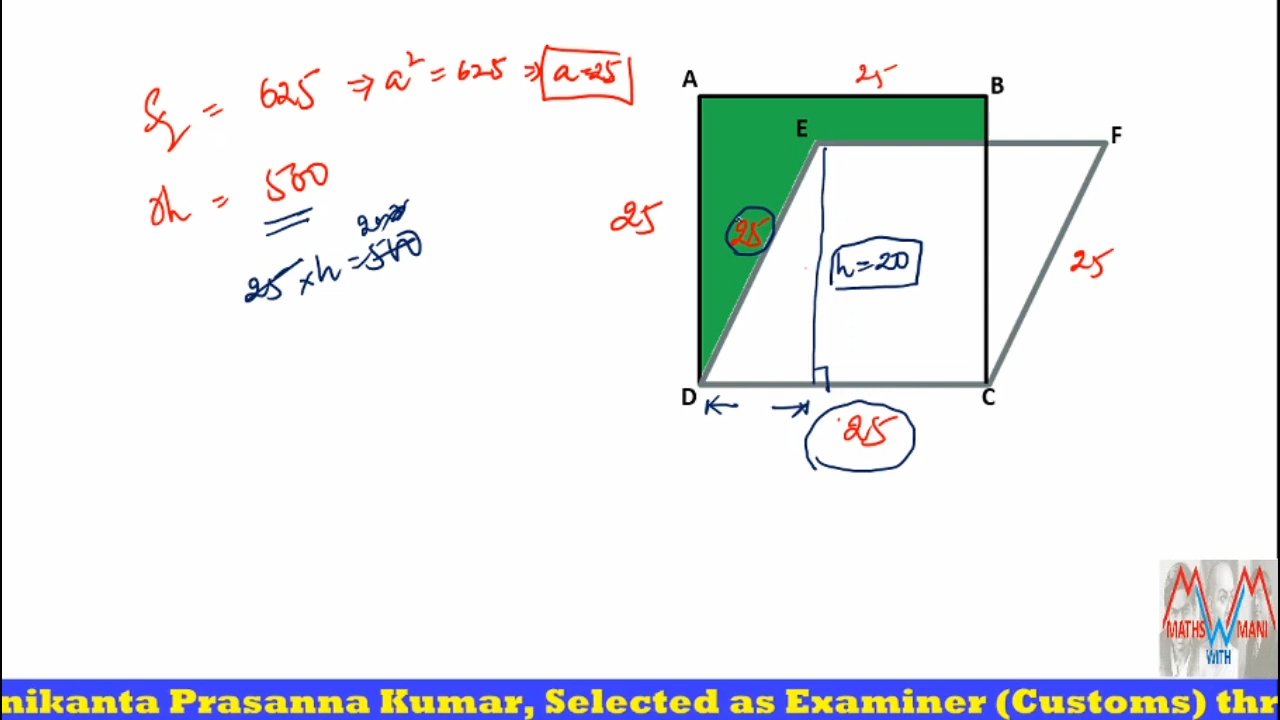 Sq = 625 ⇒ a² = 625 ⇒ a=25
rh = 500
20
25 × h = 500
A
25
B
E
F
25
25
h=20
25
D
C
25
MATHS MANI
WITH
nikanta Prasanna Kumar, Selected as Examiner (Customs) thr